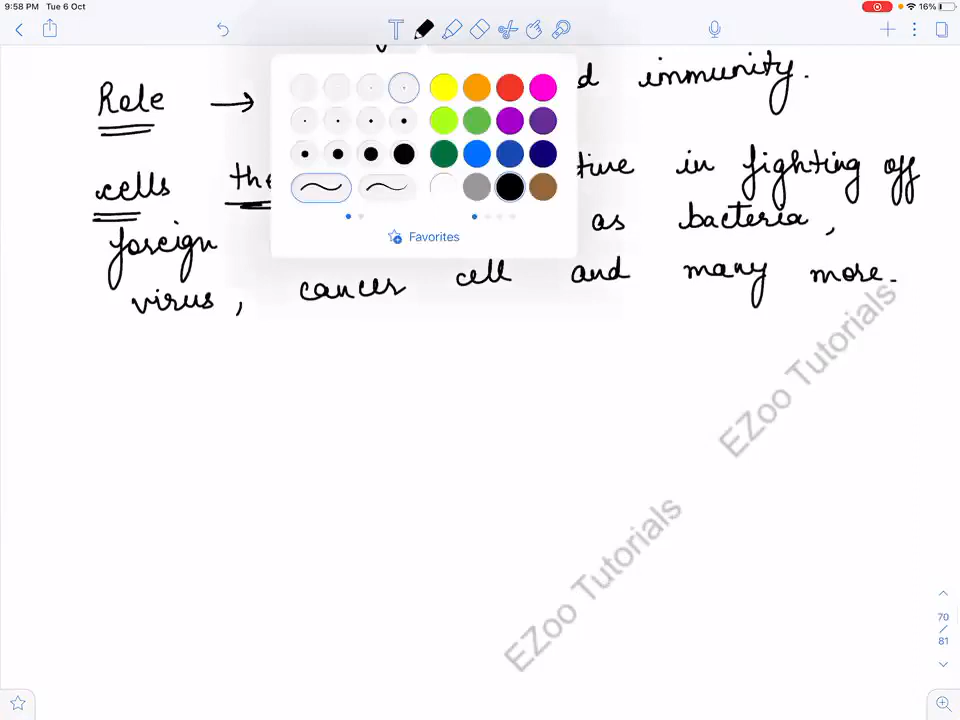 9:58 PM Tue 6 Oct
16%
T
Role → immunity.
cells the in fighting off
foreign as bacteria,
virus, cancer cell and many more.
Favorites
EZoo Tutorials
EZoo Tutorials
70
/
81